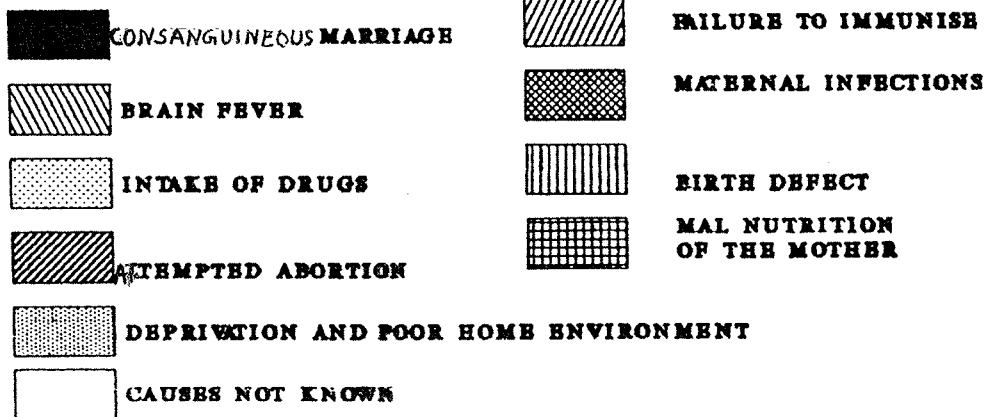 CONSANGUINEOUS MARRIAGE
BRAIN FEVER
INTAKE OF DRUGS
ATTEMPTED ABORTION
DEPRIVATION AND POOR HOME ENVIRONMENT
CAUSES NOT KNOWN
FAILURE TO IMMUNISE
MATERNAL INFECTIONS
BIRTH DEFECT
MAL NUTRITION
OF THE MOTHER